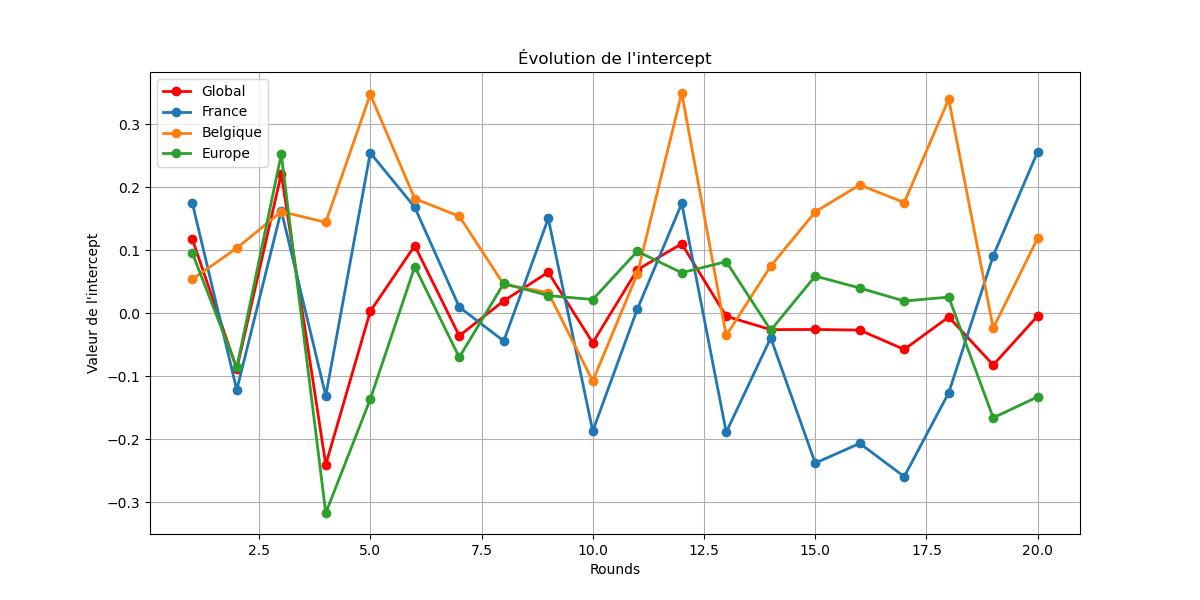 Évolution de l'intercept
Global
France
Belgique
Europe
Valeur de l'intercept
0.3
0.2
0.1
0.0
−0.1
−0.2
−0.3
2.5
5.0
7.5
10.0
12.5
15.0
17.5
20.0
Rounds